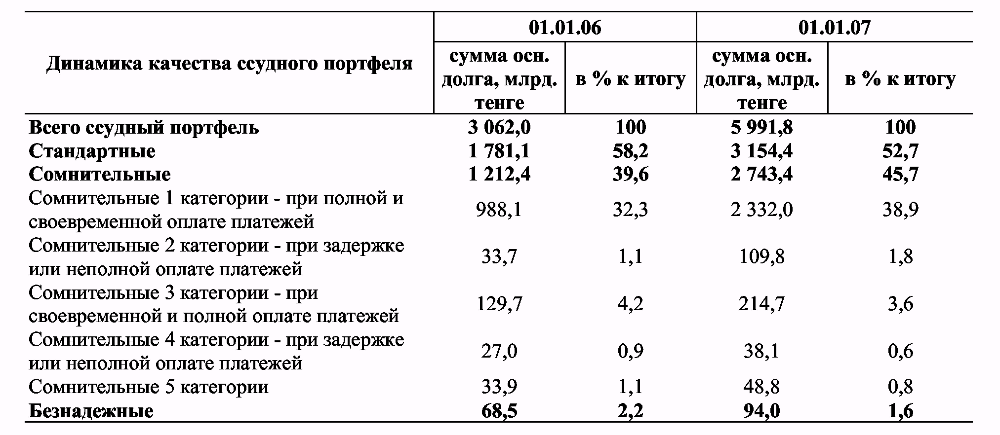 Динамика качества ссудного портфеля
01.01.06
01.01.07
сумма осн.
долга, млрд.
тенге
в % к итогу
сумма осн.
долга, млрд.
тенге
в % к итогу
Всего ссудный портфель 3 062,0 100 5 991,8 100
Стандартные 1 781,1 58,2 3 154,4 52,7
Сомнительные 1 212,4 39,6 2 743,4 45,7
Сомнительные 1 категории - при полной и
своевременной оплате платежей
988,1 32,3 2 332,0 38,9
Сомнительные 2 категории - при задержке
или неполной оплате платежей
33,7 1,1 109,8 1,8
Сомнительные 3 категории - при
своевременной и полной оплате платежей
129,7 4,2 214,7 3,6
Сомнительные 4 категории - при задержке
или неполной оплате платежей
27,0 0,9 38,1 0,6
Сомнительные 5 категории 33,9 1,1 48,8 0,8
Безнадежные 68,5 2,2 94,0 1,6